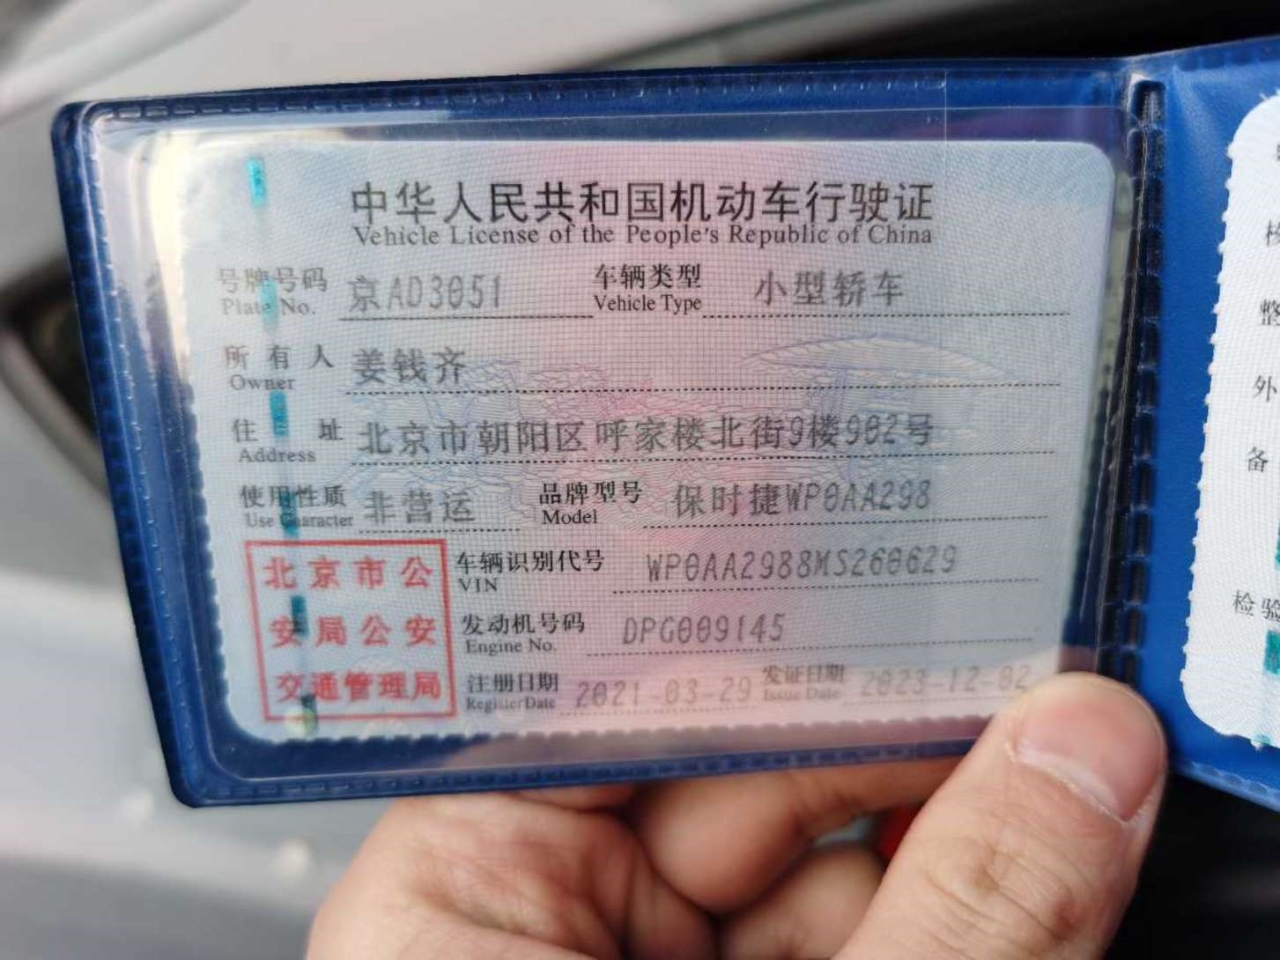 中华人民共和国机动车行驶证
Vehicle License of the People's Republic of China
号牌号码 京AD3051 车辆类型 小型轿车
Plate No. Vehicle Type
所有人 姜钱齐
Owner
住址 北京市朝阳区呼家楼北街9楼902号
Address
使用性质 非营运 品牌型号 保时捷WP0AA298
Use Character Model
北京市公
安局公安
交通管理局
车辆识别代号 WP0AA2988MS260629
VIN
发动机号码 DPG009145
Engine No.
注册日期 2021-03-29 发证日期 2023-12-02
Register Date Issue Date
整
外
备
检验